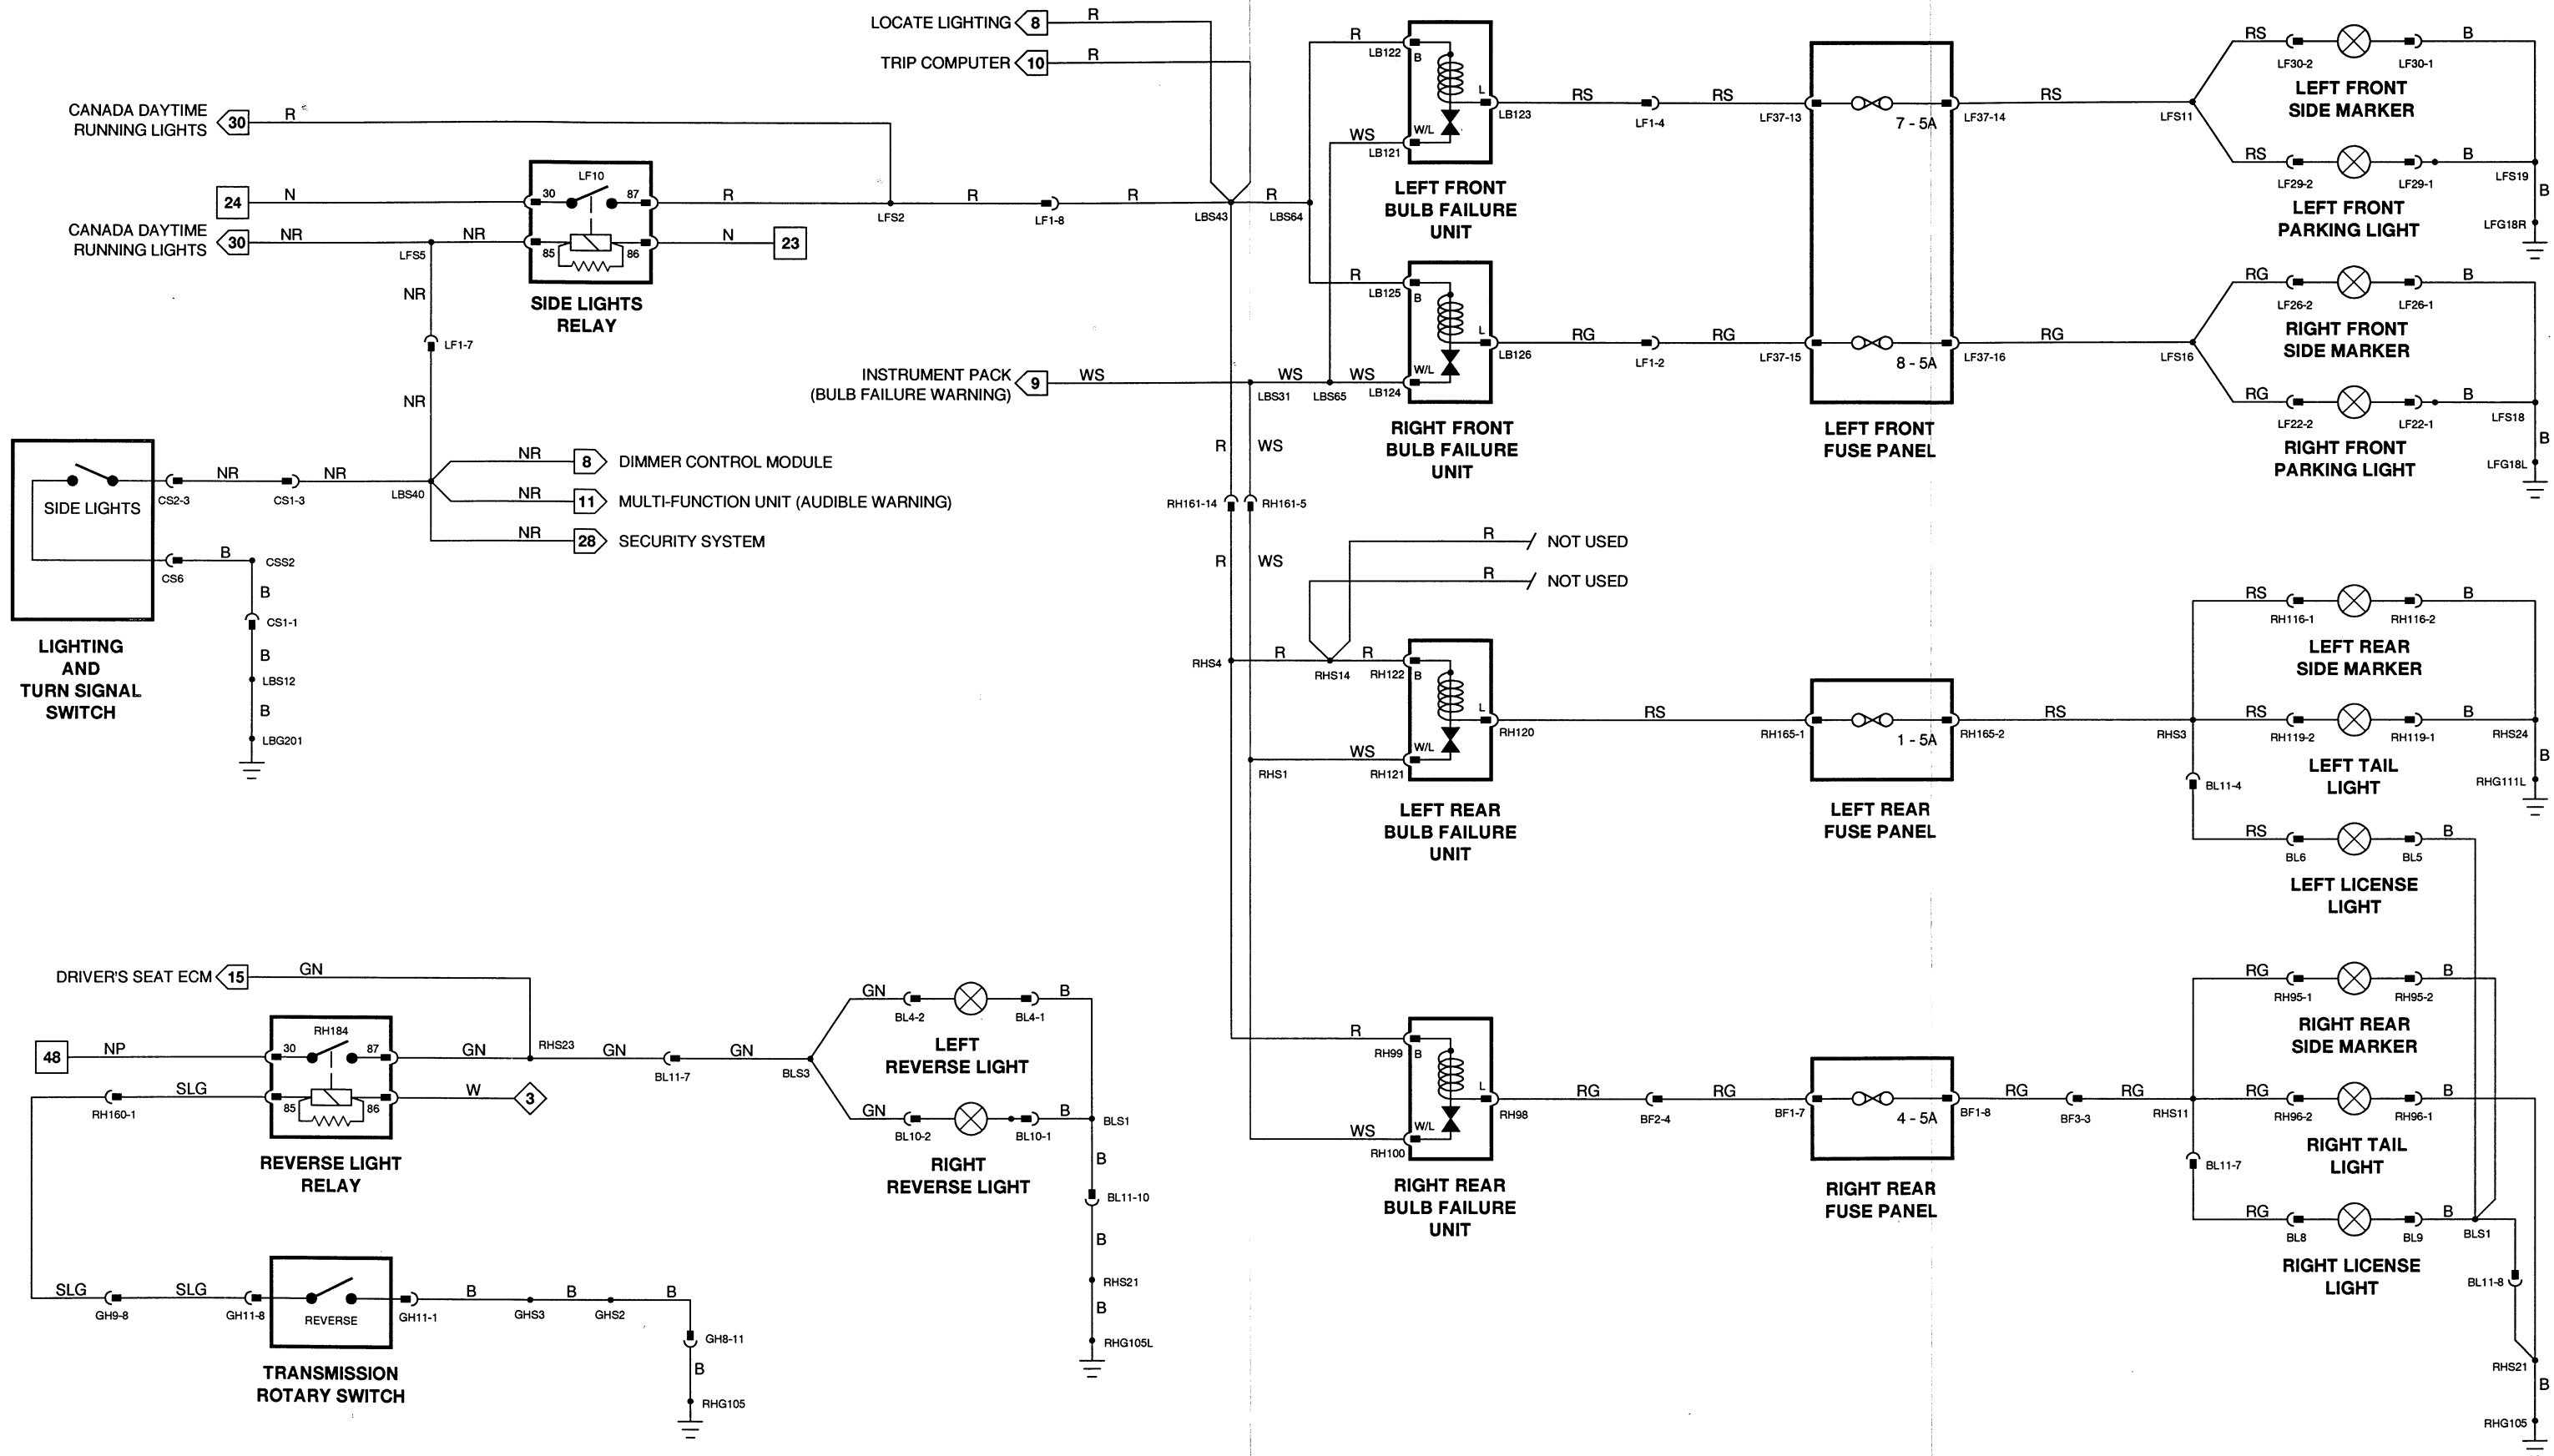 LOCATE LIGHTING 8 R
TRIP COMPUTER 10 R
CANADA DAYTIME
RUNNING LIGHTS 30 R
24 N
LF10
30 87
R LFS2 R LF1-8 R LBS43 R LBS64
CANADA DAYTIME
RUNNING LIGHTS 30 NR LFS5 NR
85 86
N 23
SIDE LIGHTS
RELAY
NR
LF1-7
NR
INSTRUMENT PACK
(BULB FAILURE WARNING) 9 WS LBS31 WS LBS65 WS LB124
R LB122 B
L LB123
WS LB121 W/L
LEFT FRONT
BULB FAILURE
UNIT
R LB125 B
L LB126
W/L
RIGHT FRONT
BULB FAILURE
UNIT
RS LF1-4 RS LF37-13
7 - 5A
LF37-14 RS LFS11
RG LF1-2 RG LF37-15
8 - 5A
LF37-16 RG LFS16
LEFT FRONT
FUSE PANEL
RS LF30-2 LF30-1 B
LEFT FRONT
SIDE MARKER
RS LF29-2 LF29-1 B LFS19
B
LEFT FRONT
PARKING LIGHT
LFG18R
RG LF26-2 LF26-1 B
RIGHT FRONT
SIDE MARKER
RG LF22-2 LF22-1 B LFS18
B
RIGHT FRONT
PARKING LIGHT
LFG18L
SIDE LIGHTS
CS2-3 NR CS1-3 NR LBS40
NR 8 DIMMER CONTROL MODULE
NR 11 MULTI-FUNCTION UNIT (AUDIBLE WARNING)
NR 28 SECURITY SYSTEM
CS6 B CSS2
B
CS1-1
B
LBS12
B
LBG201
LIGHTING
AND
TURN SIGNAL
SWITCH
R WS
RH161-14 RH161-5
R WS
R NOT USED
R NOT USED
RHS4 R RHS14 R RH122 B
L RH120
RHS1 WS RH121 W/L
LEFT REAR
BULB FAILURE
UNIT
RS RH165-1
1 - 5A
RH165-2 RS RHS3
LEFT REAR
FUSE PANEL
RS RH116-1 RH116-2 B
LEFT REAR
SIDE MARKER
RS RH119-2 RH119-1 B RHS24
B
LEFT TAIL
LIGHT
RHG111L
BL11-4
RS BL6 BL5 B
LEFT LICENSE
LIGHT
DRIVER'S SEAT ECM 15 GN
48 NP
RH184
30 87
GN RHS23 GN BL11-7 GN BLS3
RH160-1 SLG
85 86
W 3
REVERSE LIGHT
RELAY
GN BL4-2 BL4-1 B
LEFT
REVERSE LIGHT
GN BL10-2 BL10-1 B BLS1
RIGHT
REVERSE LIGHT
B
BL11-10
B
RHS21
B
RHG105L
SLG GH9-8 SLG GH11-8
REVERSE
GH11-1 B GHS3 B GHS2 B
GH8-11
B
RHG105
TRANSMISSION
ROTARY SWITCH
R RH99 B
L RH98
WS RH100 W/L
RIGHT REAR
BULB FAILURE
UNIT
RG BF2-4 RG BF1-7
4 - 5A
BF1-8 RG BF3-3 RG RHS11
RIGHT REAR
FUSE PANEL
RG RH95-1 RH95-2 B
RIGHT REAR
SIDE MARKER
RG RH96-2 RH96-1 B
RIGHT TAIL
LIGHT
BL11-7
RG BL8 BL9 B BLS1
RIGHT LICENSE
LIGHT
BL11-8
RHS21
B
RHG105